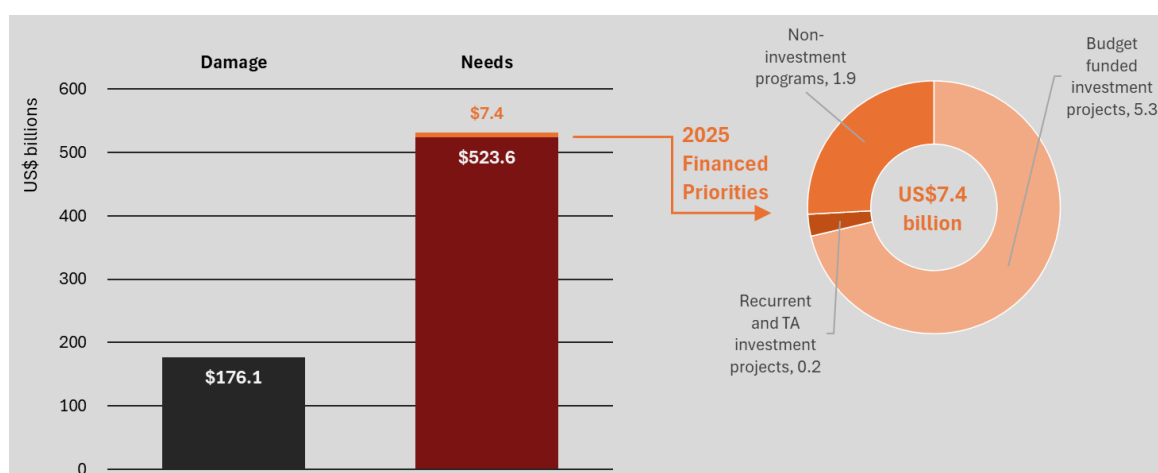 Damage
Needs
US$ billions
600
500
400
300
200
100
0
$7.4
$523.6
$176.1
2025
Financed
Priorities
Non-
investment
programs, 1.9
Budget
funded
investment
projects, 5.3
US$7.4
billion
Recurrent
and TA
investment
projects, 0.2